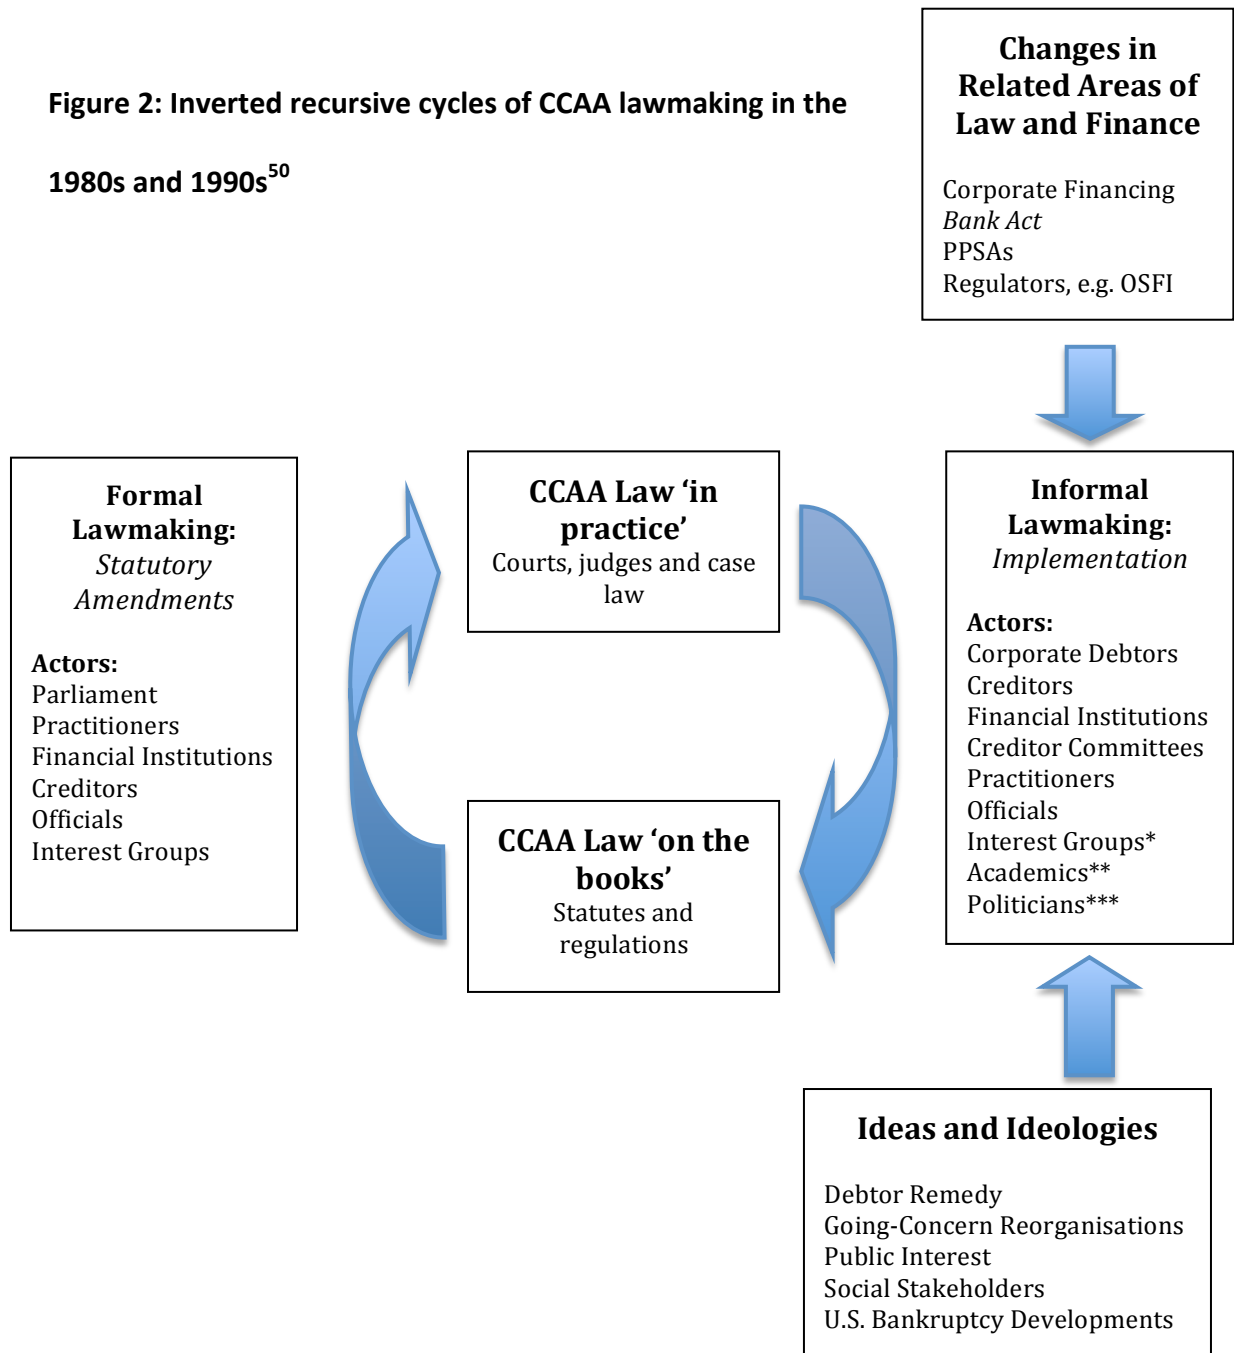 Figure 2: Inverted recursive cycles of CCAA lawmaking in the
1980s and 1990s50
Changes in
Related Areas of
Law and Finance
Corporate Financing
Bank Act
PPSAs
Regulators, e.g. OSFI
Formal
Lawmaking:
Statutory
Amendments
Actors:
Parliament
Practitioners
Financial Institutions
Creditors
Officials
Interest Groups
CCAA Law ‘in
practice’
Courts, judges and case
law
CCAA Law ‘on the
books’
Statutes and
regulations
Informal
Lawmaking:
Implementation
Actors:
Corporate Debtors
Creditors
Financial Institutions
Creditor Committees
Practitioners
Officials
Interest Groups*
Academics**
Politicians***
Ideas and Ideologies
Debtor Remedy
Going-Concern Reorganisations
Public Interest
Social Stakeholders
U.S. Bankruptcy Developments